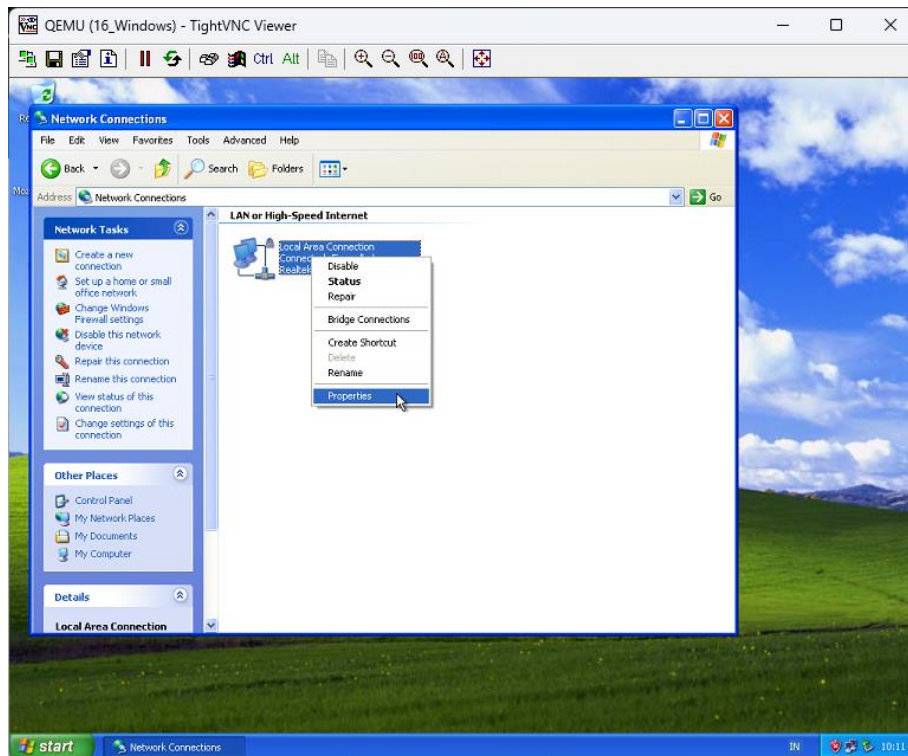 QEMU (16_Windows) - TightVNC Viewer
Ctrl Alt
Network Connections
File Edit View Favorites Tools Advanced Help
Back Search Folders
Address Network Connections Go
Network Tasks
Create a new
connection
Set up a home or small
office network
Change Windows
Firewall settings
Disable this network
device
Repair this connection
Rename this connection
View status of this
connection
Change settings of this
connection
Other Places
Control Panel
My Network Places
My Documents
My Computer
Details
Local Area Connection
LAN or High-Speed Internet
Local Area Connection
Realtek
Disable
Status
Repair
Bridge Connections
Create Shortcut
Delete
Rename
Properties
start Network Connections IN 10:11